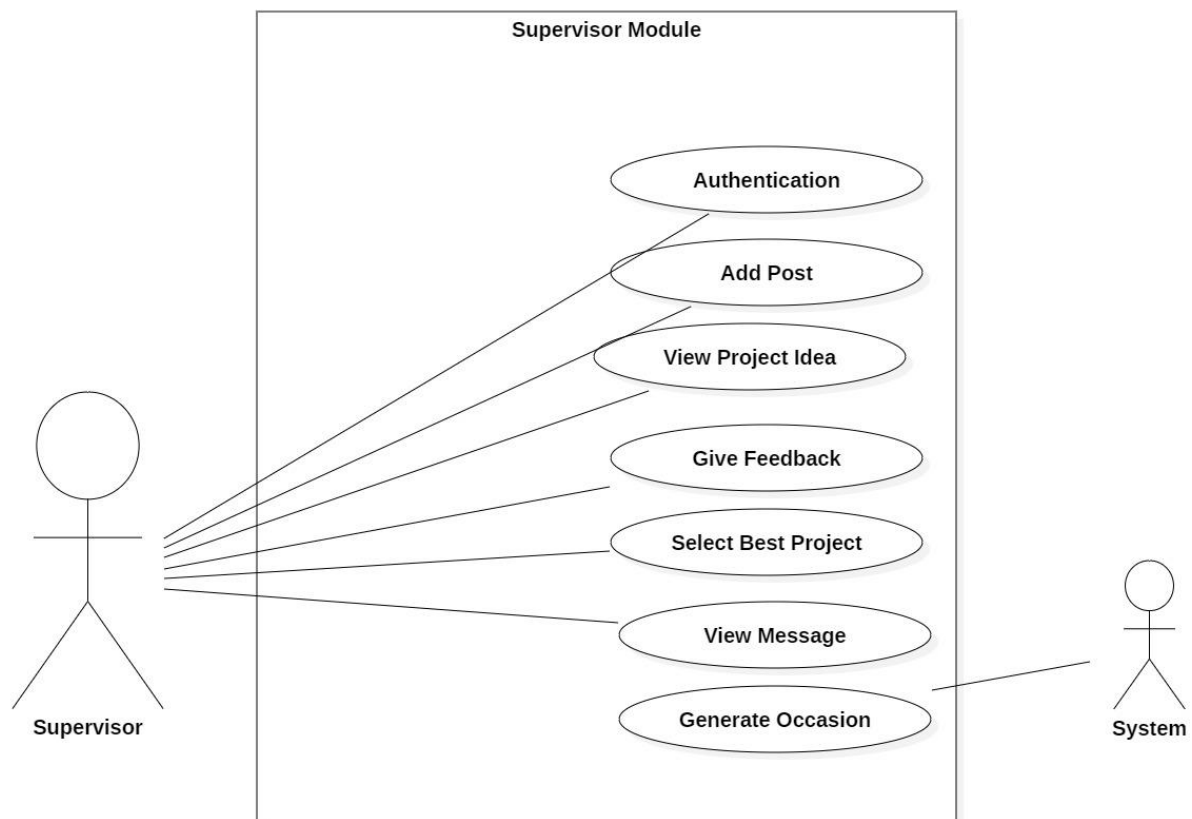 Supervisor Module
Authentication
Add Post
View Project Idea
Give Feedback
Select Best Project
View Message
Generate Occasion
Supervisor
System